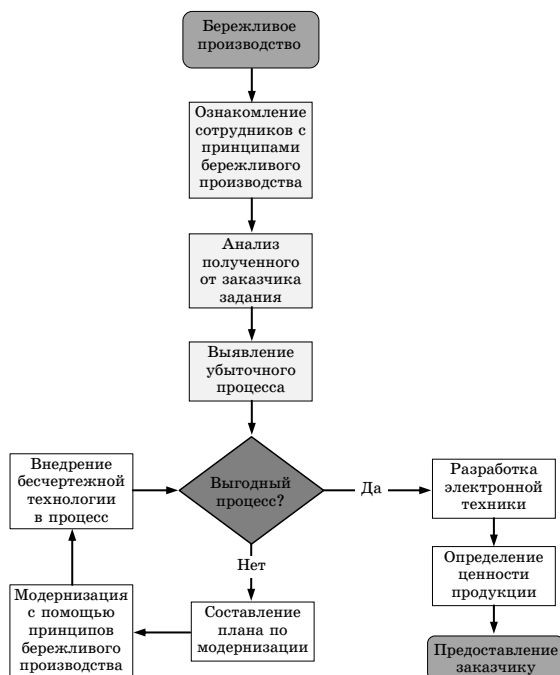 Бережливое
производство
Ознакомление
сотрудников с
принципами
бережливого
производства
Анализ
полученного
от заказчика
задания
Выявление
убыточного
процесса
Выгодный
процесс?
Да
Разработка
электронной
техники
Определение
ценности
продукции
Предоставление
заказчику
Нет
Составление
плана по
модернизации
Модернизация
с помощью
принципов
бережливого
производства
Внедрение
бесчертежной
технологии
в процесс